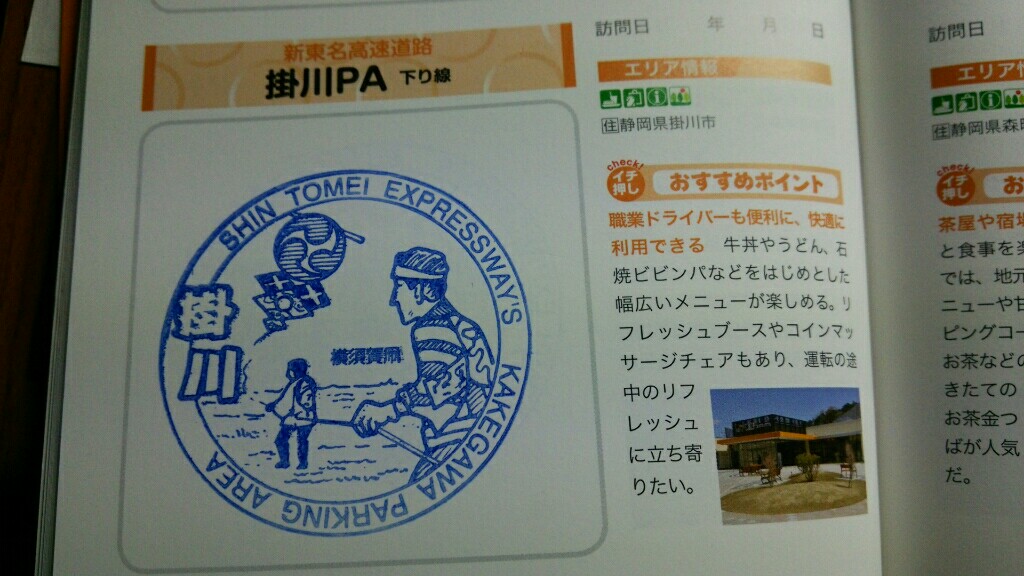 新東名高速道路
掛川PA 下り線
SHIN TOMEI EXPRESSWAY'S KAKEGAWA PARKING AREA
掛川
横須賀凧
訪問日 年 月 日
エリア情報
住 静岡県掛川市
check!
イチ押し おすすめポイント
職業ドライバーも便利に、快適に
利用できる 牛丼やうどん、石
焼ビビンバなどをはじめとした
幅広いメニューが楽しめる。リ
フレッシュブースやコインマッ
サージチェアもあり、運転の途
中のリフ
レッシュ
に立ち寄
りたい。
訪問日
エリア情
住 静岡県森町
check!
イチ押し お
茶屋や宿場
と食事を楽
では、地元
ニューや甘
ピングコー
お茶などの
きたての
お茶金つ
ばが人気
だ。